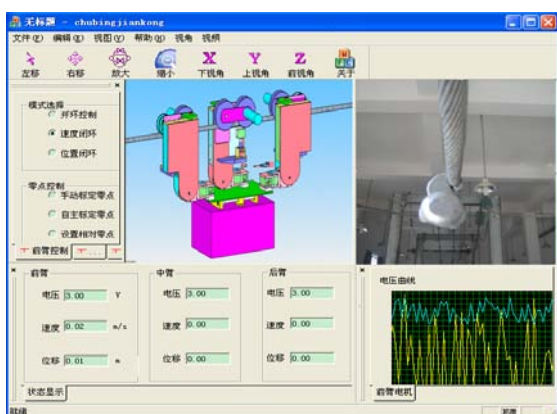 无标题 - chubingjiankong
文件(F) 编辑(E) 视图(V) 帮助(H) 视角 视频
X Y Z
左移 右移 放大 缩小 下视角 上视角 前视角 关于
模式选择
开环控制
速度闭环
位置闭环
零点控制
手动标定零点
自主标定零点
设置相对零点
前臂控制 ...
前臂 中臂 后臂 电压曲线
电压 3.00 V 电压 3.00 电压 3.00
速度 0.02 m/s 速度 0.00 速度 0.00
位移 0.01 m 位移 0.00 位移 0.00
状态显示 前臂电机
就绪